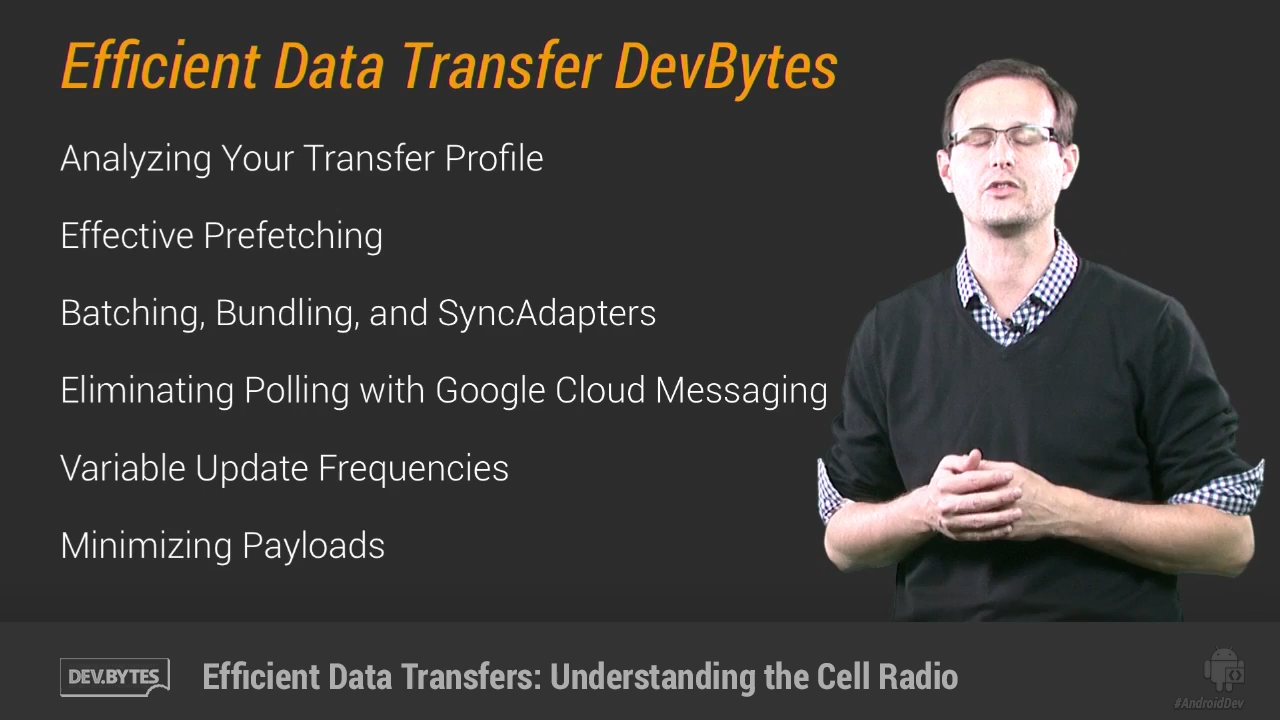 Efficient Data Transfer DevBytes
Analyzing Your Transfer Profile
Effective Prefetching
Batching, Bundling, and SyncAdapters
Eliminating Polling with Google Cloud Messaging
Variable Update Frequencies
Minimizing Payloads
DEV.BYTES
Efficient Data Transfers: Understanding the Cell Radio
#AndroidDev